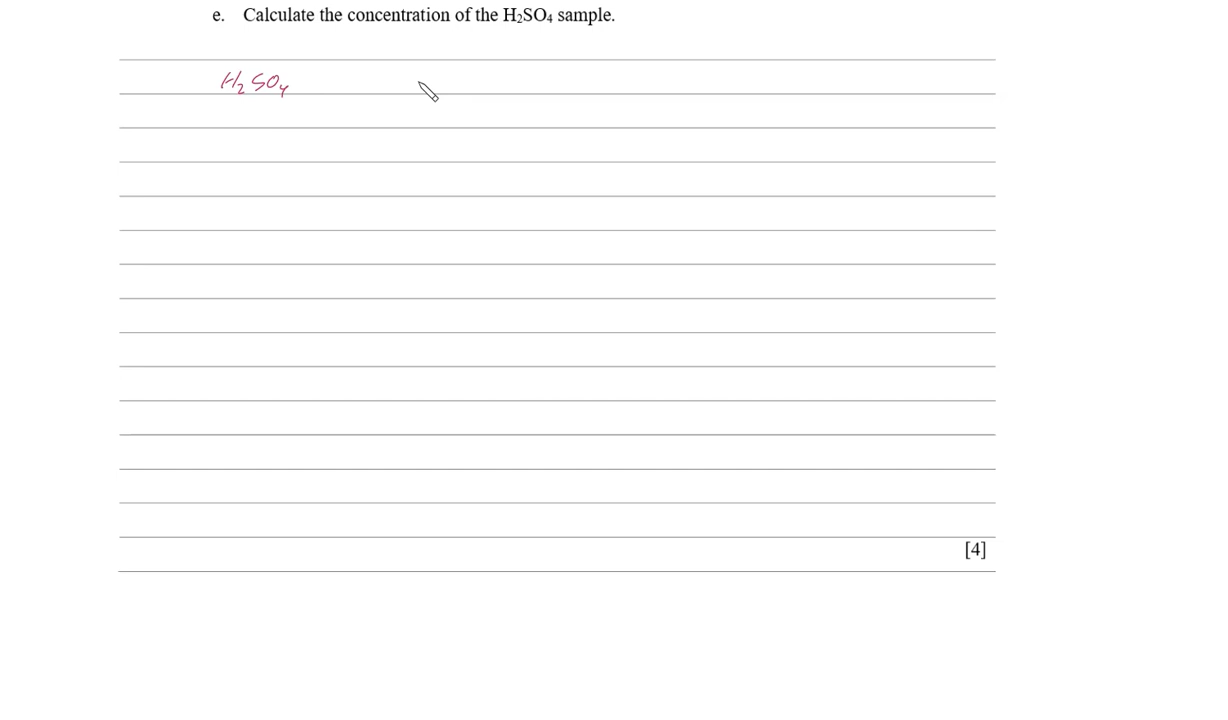 e. Calculate the concentration of the H₂SO₄ sample.
H₂SO₄
[4]